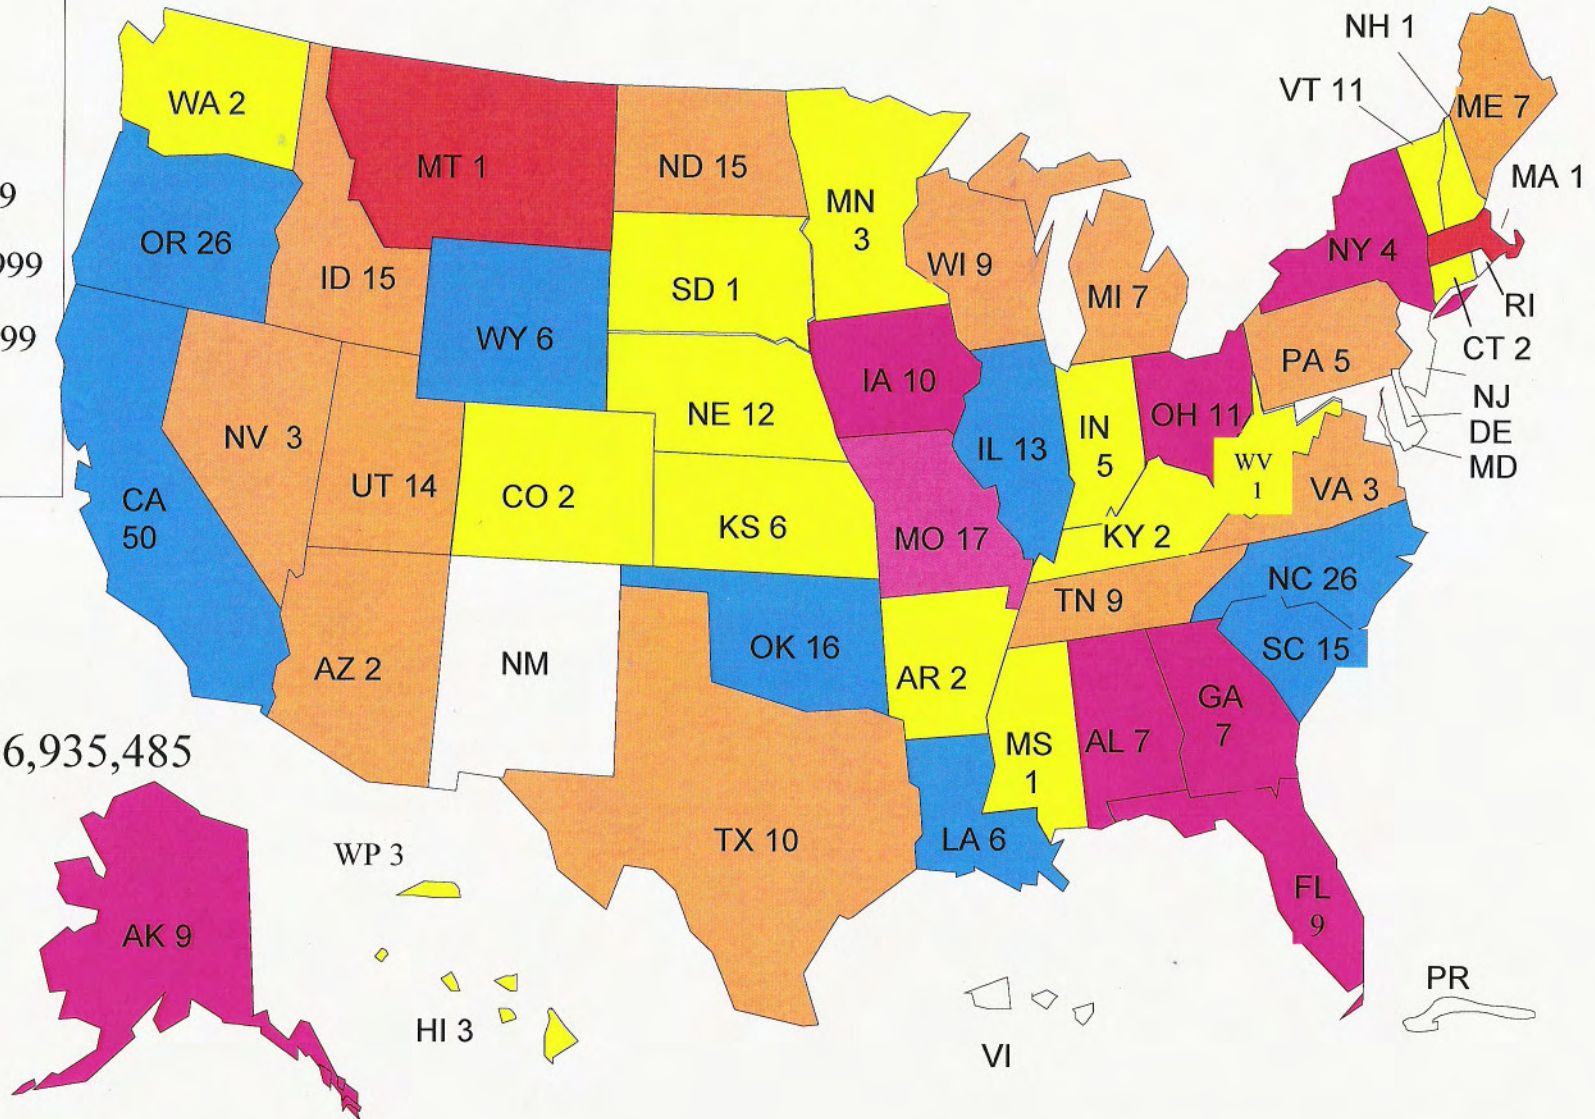 NH 1
VT 11
ME 7
WA 2
MT 1
ND 15
MA 1
9
MN
3
OR 26
NY 4
999
ID 15
WI 9
SD 1
MI 7
RI
99
WY 6
CT 2
PA 5
IA 10
NJ
NE 12
OH 11
DE
NV 3
IN
5
IL 13
MD
WV
1
UT 14
VA 3
CO 2
CA
50
KS 6
KY 2
MO 17
NC 26
TN 9
OK 16
SC 15
NM
AZ 2
AR 2
GA
7
6,935,485
MS
1
AL 7
TX 10
LA 6
WP 3
FL
9
AK 9
PR
HI 3
VI